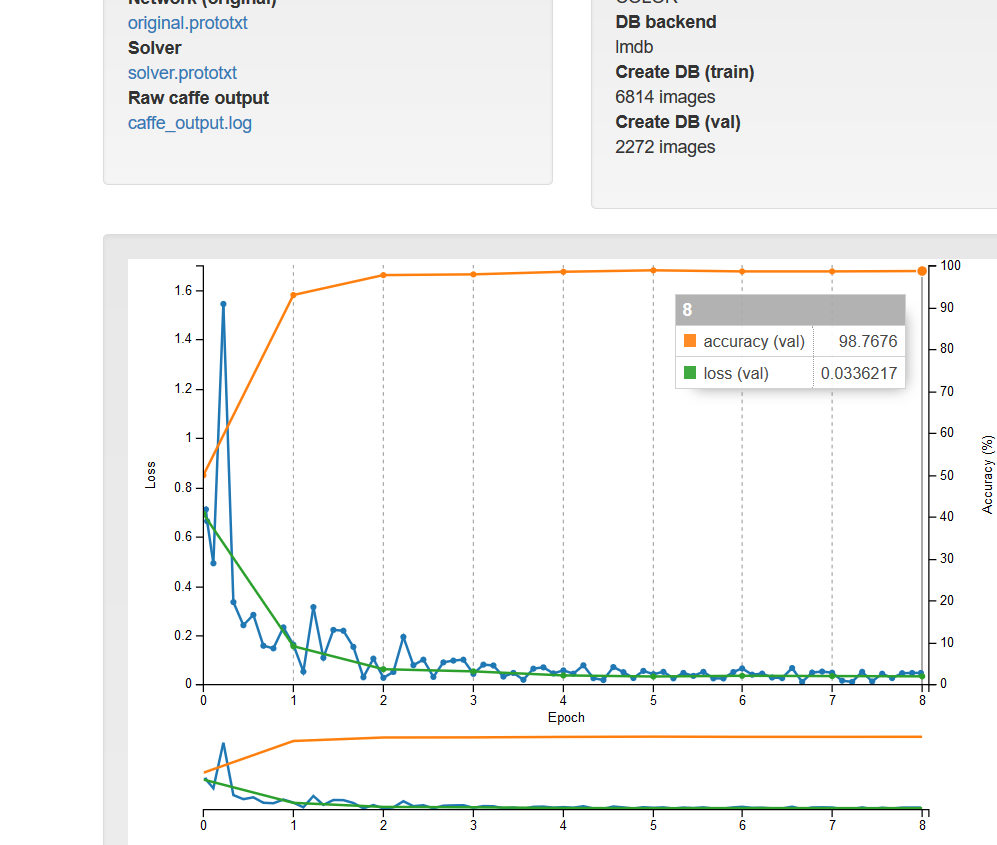 Network (original)
original.prototxt
Solver
solver.prototxt
Raw caffe output
caffe_output.log
COLOR
DB backend
lmdb
Create DB (train)
6814 images
Create DB (val)
2272 images
1.6
1.4
1.2
1
0.8
0.6
0.4
0.2
0
Loss
100
90
80
70
60
50
40
30
20
10
0
Accuracy (%)
8
accuracy (val) 98.7676
loss (val) 0.0336217
0 1 2 3 4 5 6 7 8
Epoch
0 1 2 3 4 5 6 7 8